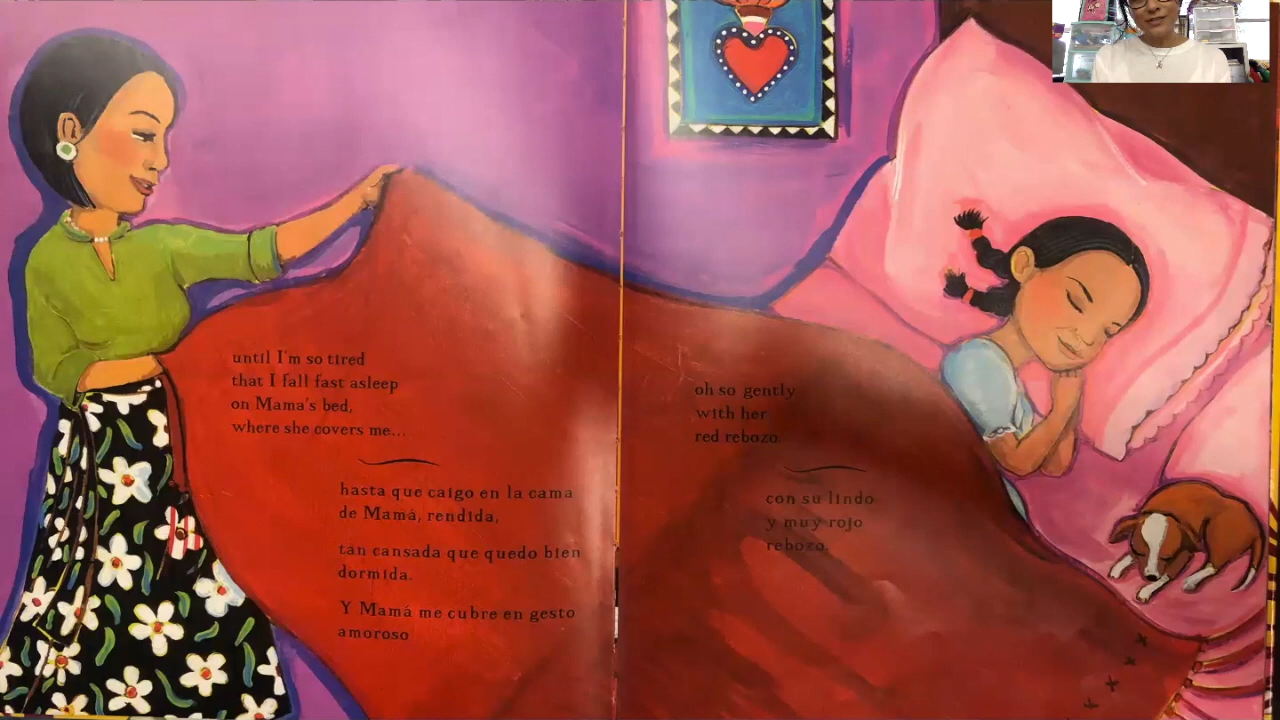 until I'm so tired
that I fall fast asleep
on Mama's bed,
where she covers me...
hasta que caigo en la cama
de Mamá, rendida,
tan cansada que quedo bien
dormida.
Y Mamá me cubre en gesto
amoroso
oh so gently
with her
red rebozo.
con su lindo
y muy rojo
rebozo.